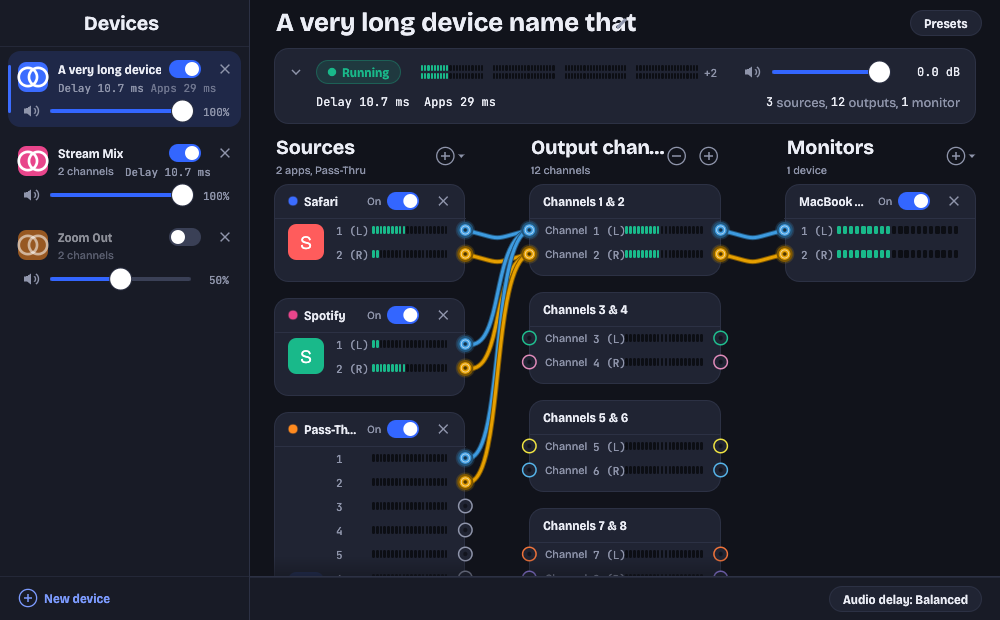 Devices
A very long device
Delay 10.7 ms Apps 29 ms
100%
Stream Mix
2 channels Delay 10.7 ms
100%
Zoom Out
2 channels
50%
New device
A very long device name that
Presets
Running
+2
0.0 dB
Delay 10.7 ms Apps 29 ms
3 sources, 12 outputs, 1 monitor
Sources
2 apps, Pass-Thru
Safari On
S
1 (L)
2 (R)
Spotify On
S
1 (L)
2 (R)
Pass-Th... On
1
2
3
4
5
Output chan...
12 channels
Channels 1 & 2
Channel 1 (L)
Channel 2 (R)
Channels 3 & 4
Channel 3 (L)
Channel 4 (R)
Channels 5 & 6
Channel 5 (L)
Channel 6 (R)
Channels 7 & 8
Channel 7 (L)
Monitors
1 device
MacBook ... On
1 (L)
2 (R)
Audio delay: Balanced